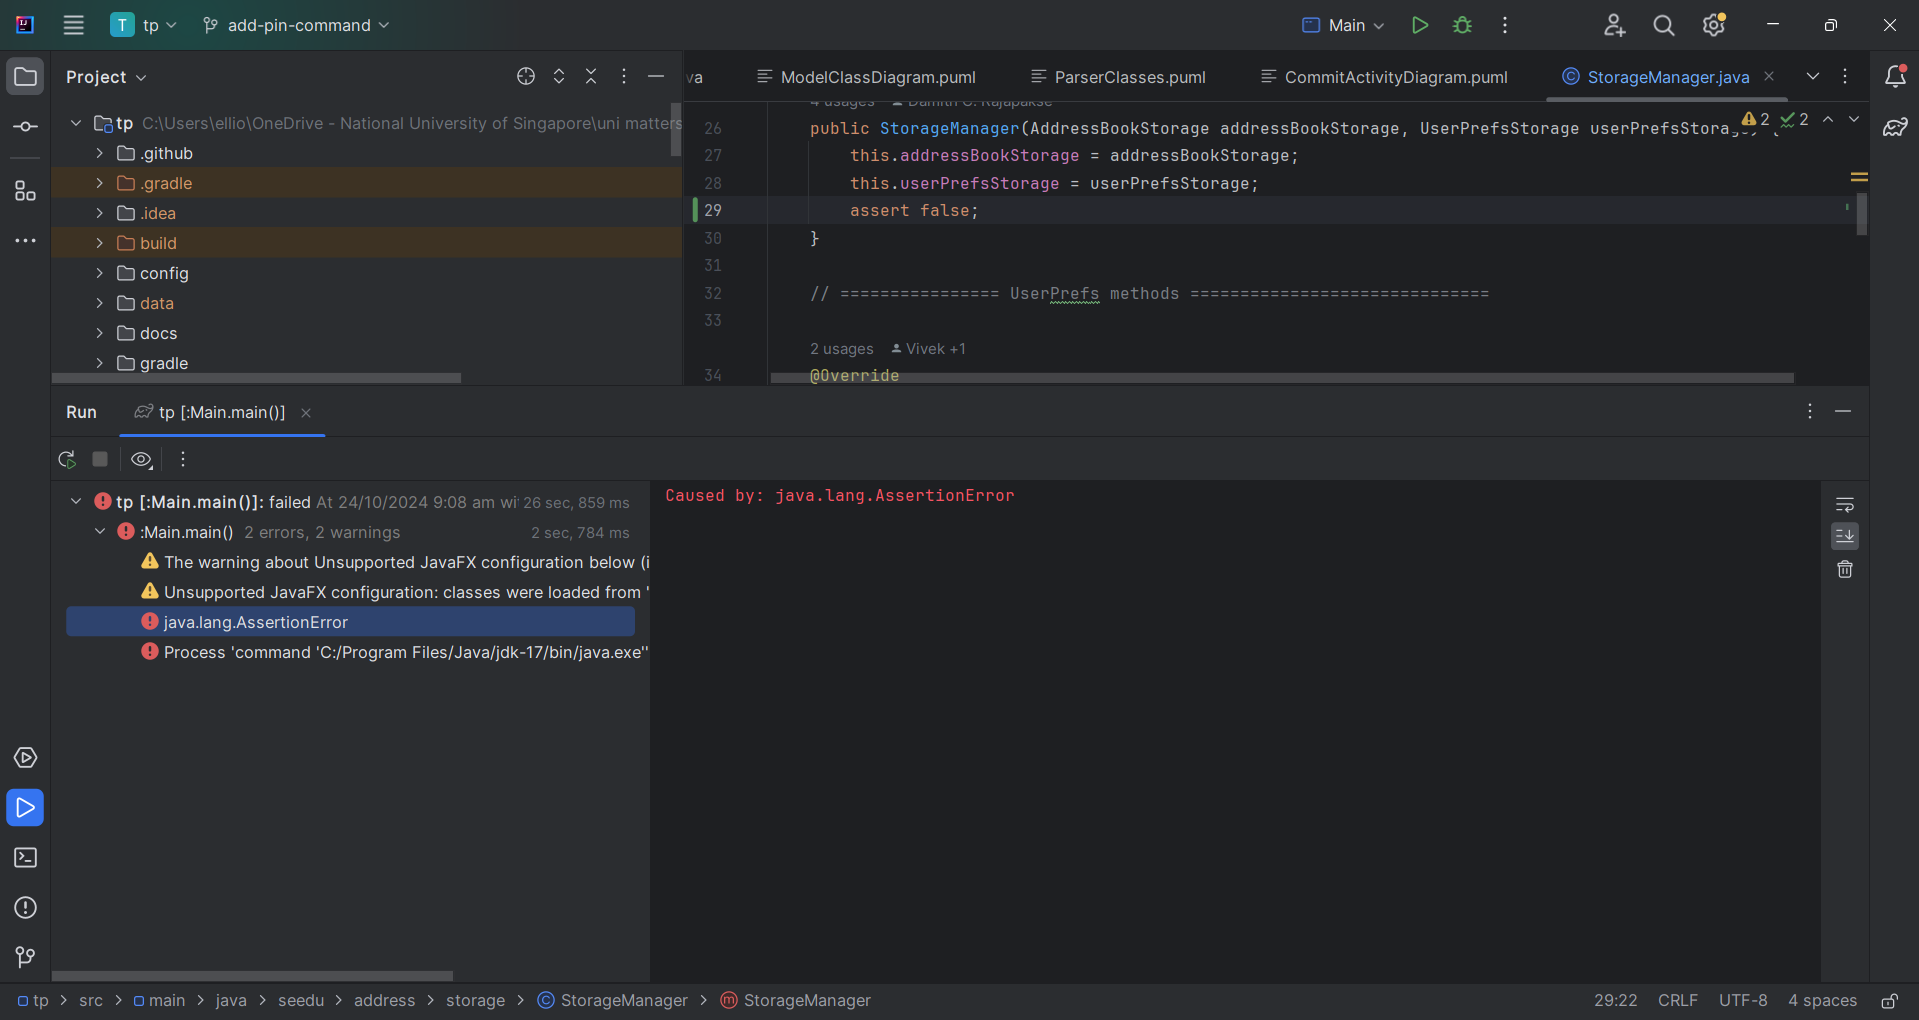 T tp add-pin-command Main
Project
va ModelClassDiagram.puml ParserClasses.puml CommitActivityDiagram.puml StorageManager.java
tp C:\Users\ellio\OneDrive - National University of Singapore\uni matters
.github
.gradle
.idea
build
config
data
docs
gradle
4 usages Damith C. Rajapakse
2 2
26 public StorageManager(AddressBookStorage addressBookStorage, UserPrefsStorage userPrefsStorage) {
27 this.addressBookStorage = addressBookStorage;
28 this.userPrefsStorage = userPrefsStorage;
29 assert false;
30 }
31
32 // ================ UserPrefs methods ==============================
33
2 usages Vivek +1
34 @Override
Run tp [:Main.main()]
tp [:Main.main()]: failed At 24/10/2024 9:08 am wi 26 sec, 859 ms
:Main.main() 2 errors, 2 warnings 2 sec, 784 ms
The warning about Unsupported JavaFX configuration below (i
Unsupported JavaFX configuration: classes were loaded from '
java.lang.AssertionError
Process 'command 'C:/Program Files/Java/jdk-17/bin/java.exe''
Caused by: java.lang.AssertionError
tp > src > main > java > seedu > address > storage > StorageManager > StorageManager
29:22 CRLF UTF-8 4 spaces